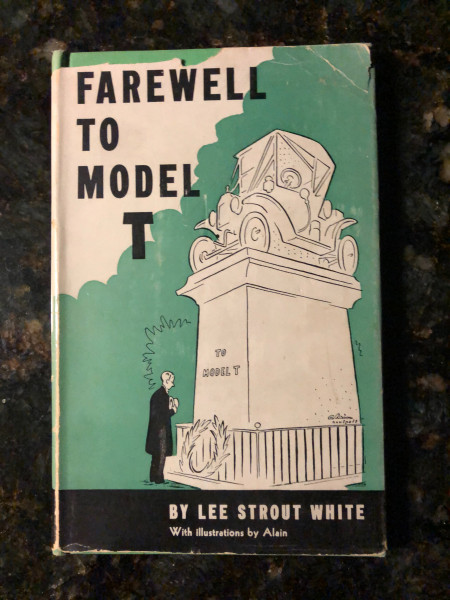 FAREWELL
TO
MODEL
T
TO
MODEL T
BY LEE STROUT WHITE
With illustrations by Alain